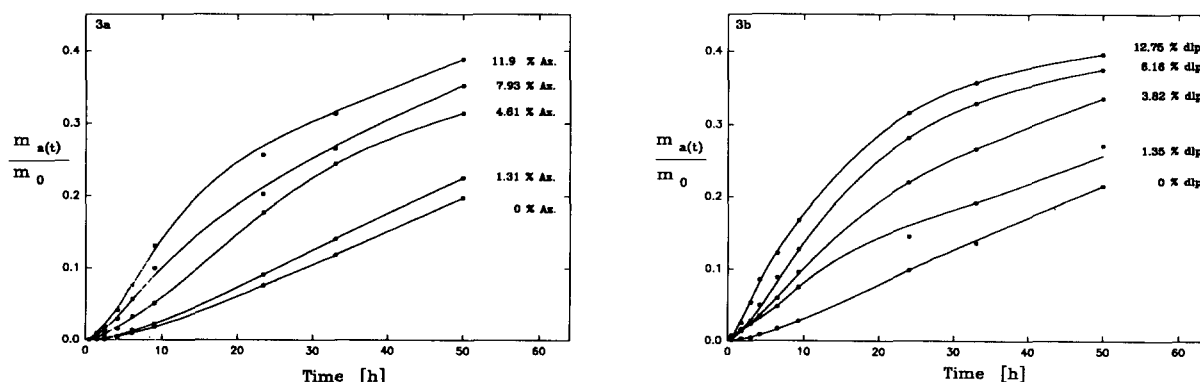 3a
0.4
0.3
0.2
0.1
0.0
m a(t)
m 0
11.9 % Az.
7.93 % Az.
4.61 % Az.
1.31 % Az.
0 % Az.
0 10 20 30 40 50 60
Time [h]
3b
0.4
0.3
0.2
0.1
0.0
m a(t)
m 0
12.75 % dlp
6.16 % dlp
3.82 % dlp
1.35 % dlp
0 % dlp
0 10 20 30 40 50 60
Time [h]